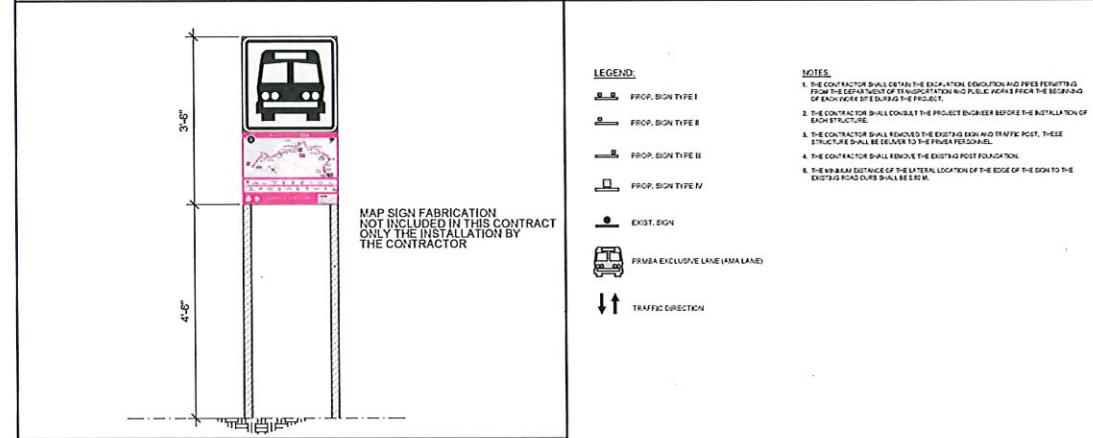 3'-6"
4'-6"
MAP SIGN FABRICATION
NOT INCLUDED IN THIS CONTRACT
ONLY THE INSTALLATION BY
THE CONTRACTOR
LEGEND:
PROP. SIGN TYPE I
PROP. SIGN TYPE II
PROP. SIGN TYPE III
PROP. SIGN TYPE IV
EXIST. SIGN
PRMBA EXCLUSIVE LANE (AMA LANE)
TRAFFIC DIRECTION
NOTES
1. THE CONTRACTOR SHALL OBTAIN THE EXCAVATION, DEMOLITION AND PIPES PERMITTING
FROM THE DEPARTMENT OF TRANSPORTATION AND PUBLIC WORKS PRIOR THE BEGINNING
OF EACH WORK SITE DURING THE PROJECT.
2. THE CONTRACTOR SHALL CONSULT THE PROJECT ENGINEER BEFORE THE INSTALLATION OF
EACH STRUCTURE.
3. THE CONTRACTOR SHALL REMOVED THE EXISTING SIGN AND TRAFFIC POST, THESE
STRUCTURE SHALL BE DELIVER TO THE PRMBA PERSONNEL.
4. THE CONTRACTOR SHALL REMOVE THE EXISTING POST FOUNDATION.
5. THE MINIMUM DISTANCE OF THE LATERAL LOCATION OF THE EDGE OF THE SIGN TO THE
EXISTING ROAD CURB SHALL BE M.